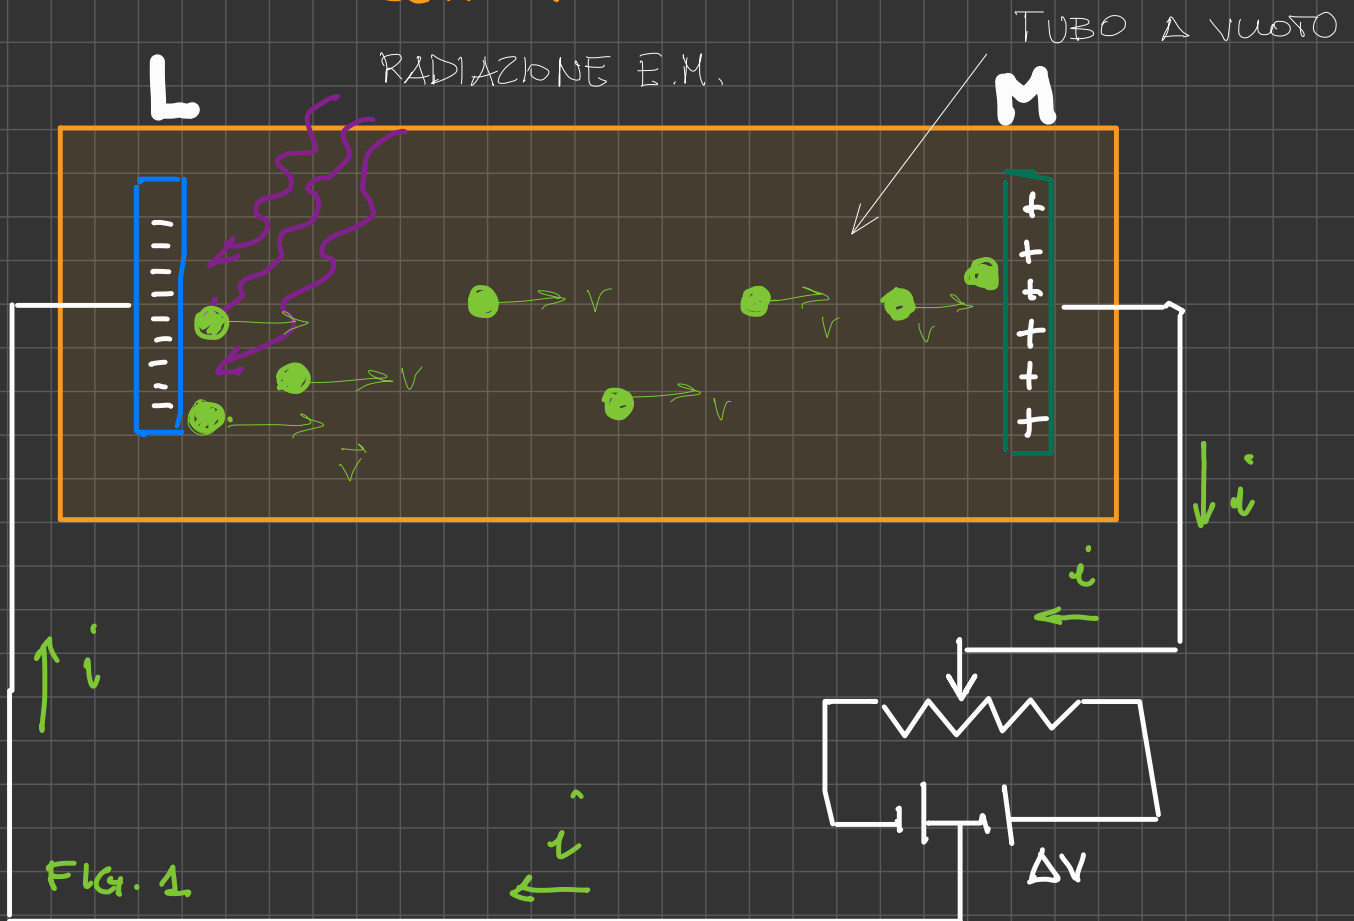 TUBO A VUOTO
RADIAZIONE E.M.
L
M
+
+
+
+
+
+
v
v
v
v
v
v
i
i
i
i
ΔV
FIG. 1